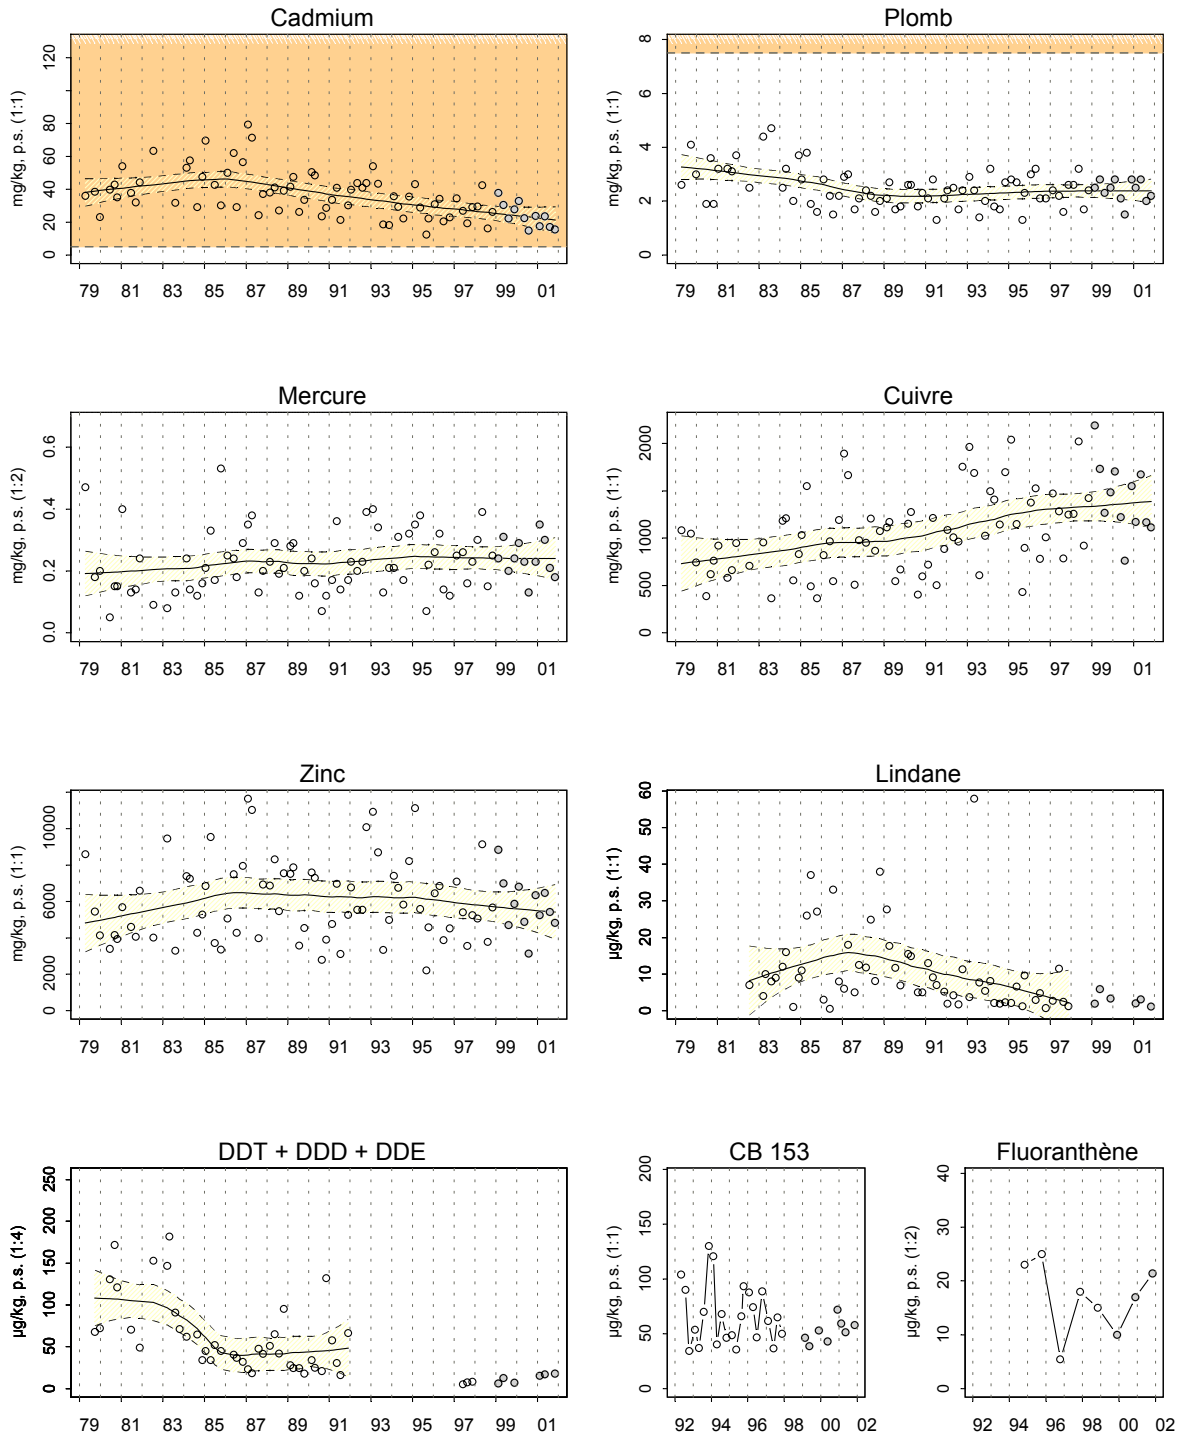 Cadmium
mg/kg, p.s. (1:1)
0 20 40 60 80 120
79 81 83 85 87 89 91 93 95 97 99 01
Plomb
mg/kg, p.s. (1:1)
0 2 4 6 8
79 81 83 85 87 89 91 93 95 97 99 01
Mercure
mg/kg, p.s. (1:2)
0.0 0.2 0.4 0.6
79 81 83 85 87 89 91 93 95 97 99 01
Cuivre
mg/kg, p.s. (1:1)
0 500 1000 2000
79 81 83 85 87 89 91 93 95 97 99 01
Zinc
mg/kg, p.s. (1:1)
0 2000 6000 10000
79 81 83 85 87 89 91 93 95 97 99 01
Lindane
µg/kg, p.s. (1:1)
0 10 20 30 40 50 60
79 81 83 85 87 89 91 93 95 97 99 01
DDT + DDD + DDE
µg/kg, p.s. (1:4)
0 50 100 150 200 250
79 81 83 85 87 89 91 93 95 97 99 01
CB 153
µg/kg, p.s. (1:1)
0 50 100 150 200
92 94 96 98 00 02
Fluoranthène
µg/kg, p.s. (1:2)
0 10 20 30 40
92 94 96 98 00 02